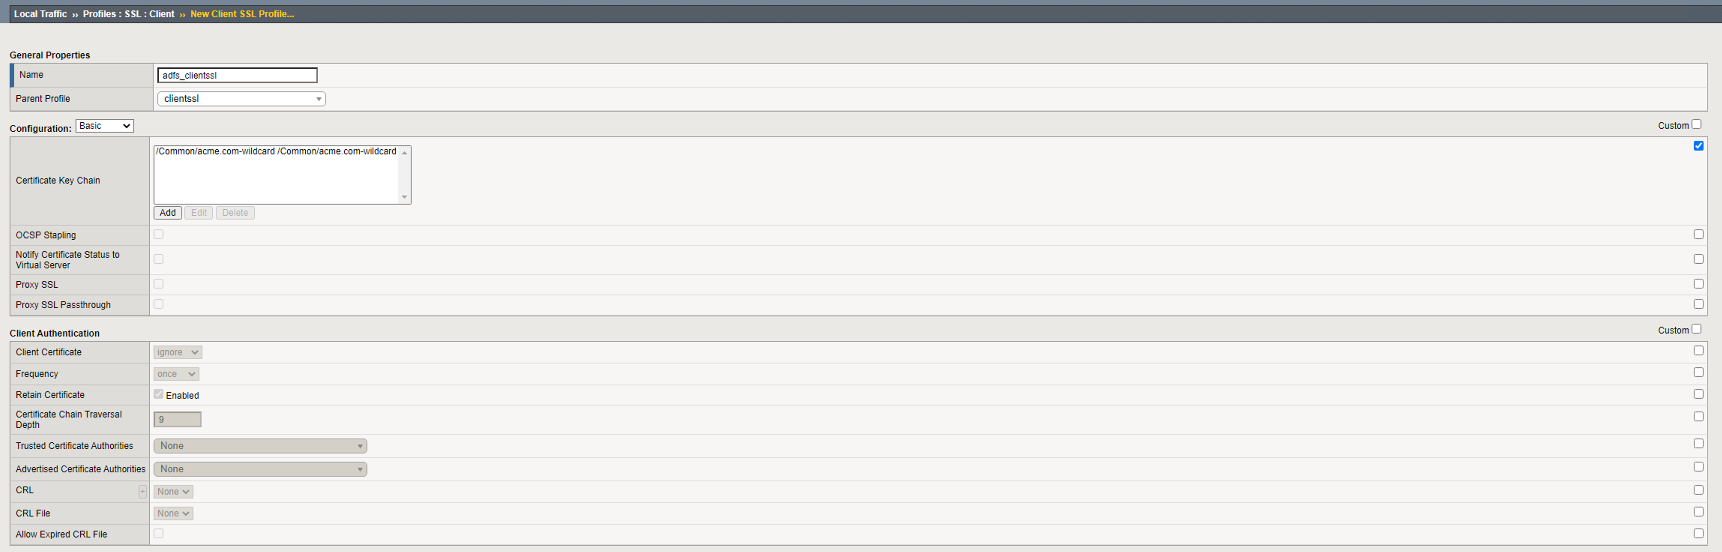 Local Traffic ›› Profiles : SSL : Client ›› New Client SSL Profile...
General Properties
Name adfs_clientssl
Parent Profile clientssl
Configuration: Basic Custom
Certificate Key Chain /Common/acme.com-wildcard /Common/acme.com-wildcard
Add Edit Delete
OCSP Stapling
Notify Certificate Status to
Virtual Server
Proxy SSL
Proxy SSL Passthrough
Client Authentication Custom
Client Certificate ignore
Frequency once
Retain Certificate Enabled
Certificate Chain Traversal
Depth 9
Trusted Certificate Authorities None
Advertised Certificate Authorities None
CRL + None
CRL File None
Allow Expired CRL File